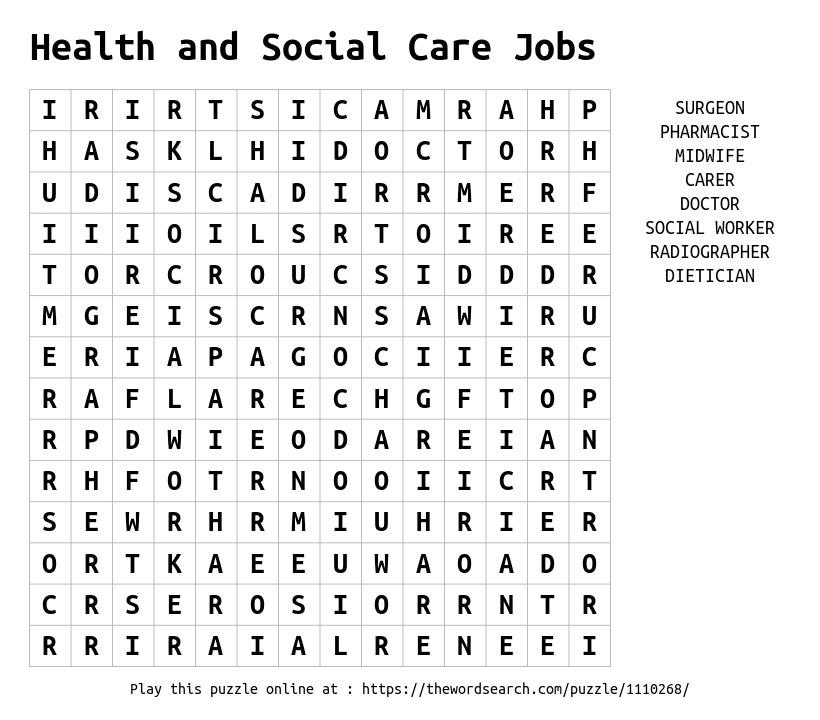 Health and Social Care Jobs
I R I R T S I C A M R A H P
H A S K L H I D O C T O R H
U D I S C A D I R R M E R F
I I I O I L S R T O I R E E
T O R C R O U C S I D D D R
M G E I S C R N S A W I R U
E R I A P A G O C I I E R C
R A F L A R E C H G F T O P
R P D W I E O D A R E I A N
R H F O T R N O O I I C R T
S E W R H R M I U H R I E R
O R T K A E E U W A O A D O
C R S E R O S I O R R N T R
R R I R A I A L R E N E E I
SURGEON
PHARMACIST
MIDWIFE
CARER
DOCTOR
SOCIAL WORKER
RADIOGRAPHER
DIETICIAN
Play this puzzle online at : https://thewordsearch.com/puzzle/1110268/